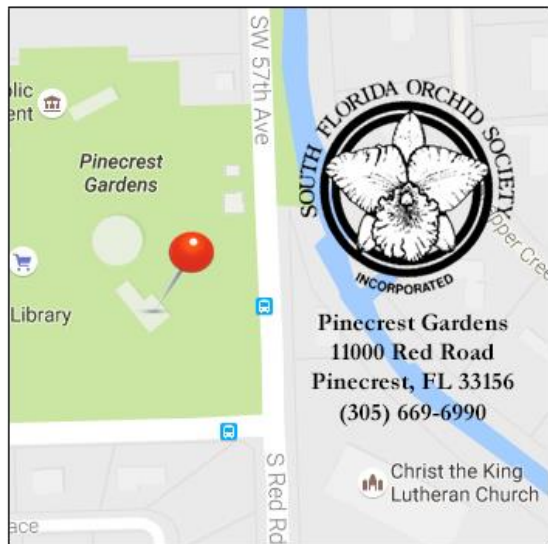 SW 57th Ave
SOUTH FLORIDA ORCHID SOCIETY
INCORPORATED
Pinecrest
Gardens
Library
Pinecrest Gardens
11000 Red Road
Pinecrest, FL 33156
(305) 669-6990
S Red Rd
Christ the King
Lutheran Church